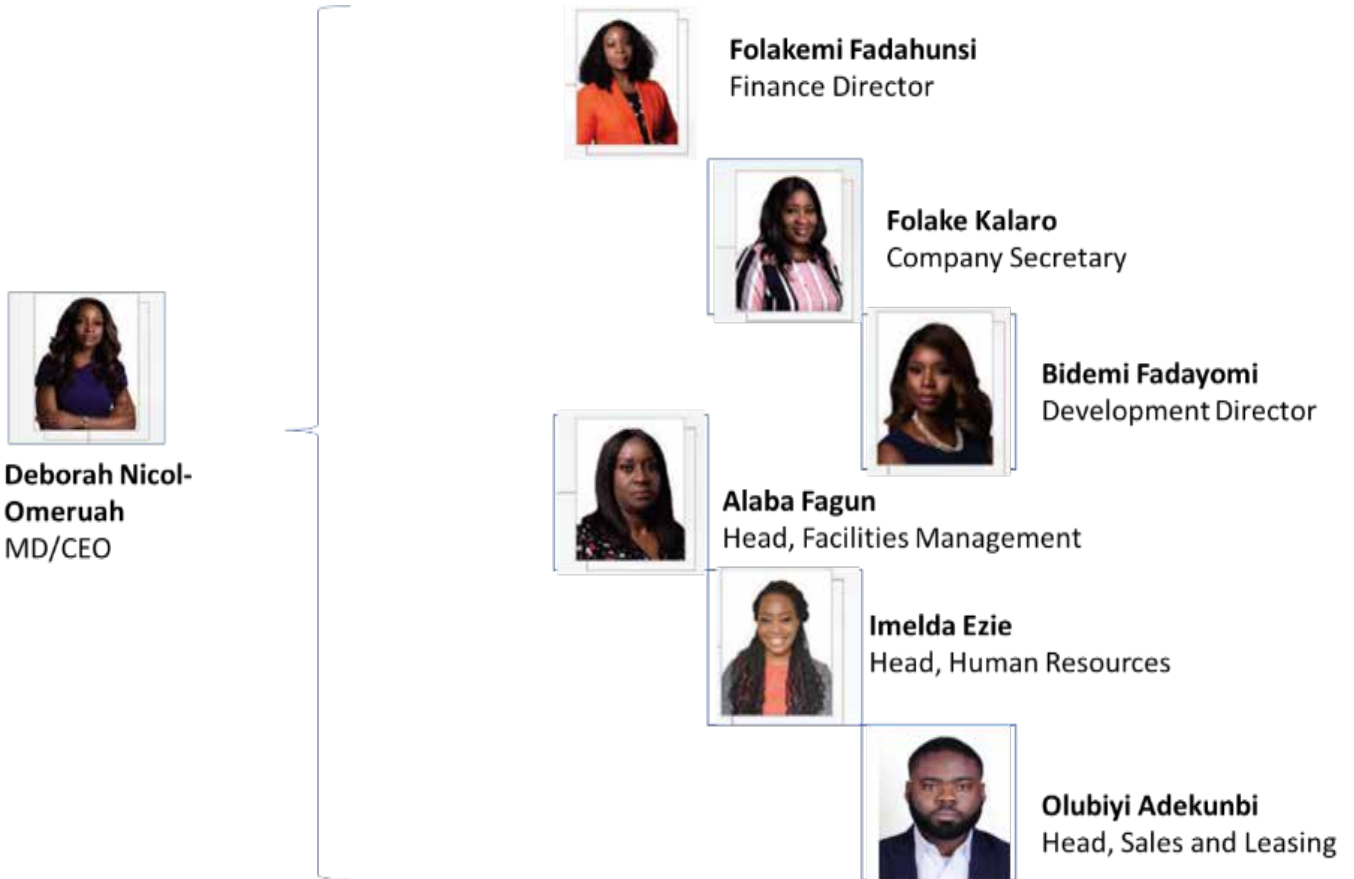 Folakemi Fadahunsi
Finance Director
Folake Kalaro
Company Secretary
Bidemi Fadayomi
Development Director
Deborah Nicol-
Omeruah
MD/CEO
Alaba Fagun
Head, Facilities Management
Imelda Ezie
Head, Human Resources
Olubiyi Adekunbi
Head, Sales and Leasing